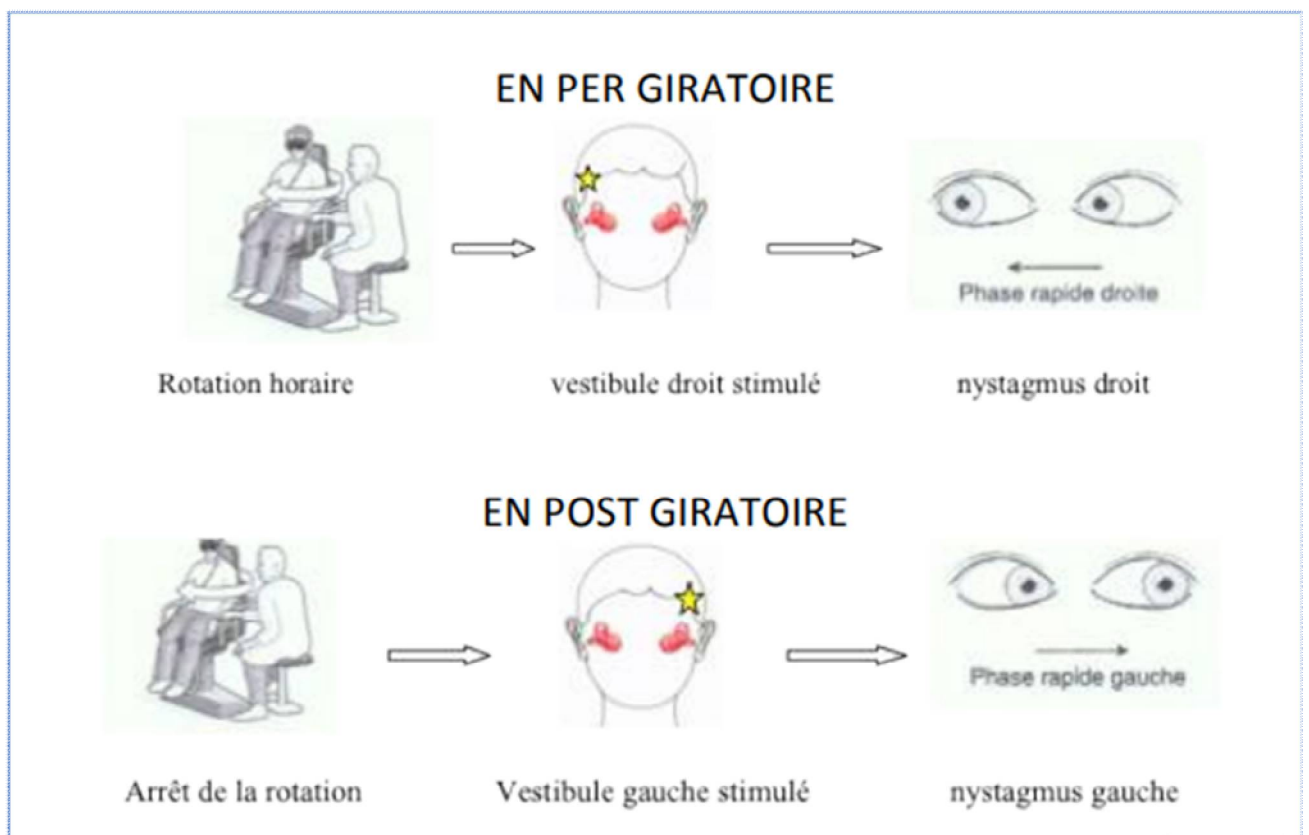 EN PER GIRATOIRE
Phase rapide droite
Rotation horaire
vestibule droit stimulé
nystagmus droit
EN POST GIRATOIRE
Phase rapide gauche
Arrêt de la rotation
Vestibule gauche stimulé
nystagmus gauche